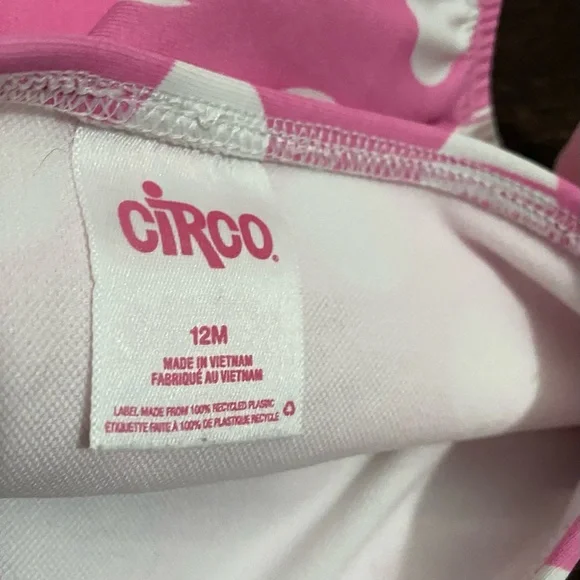 CiRCO.
12M
MADE IN VIETNAM
FABRIQUÉ AU VIETNAM
LABEL MADE FROM 100% RECYCLED PLASTIC
ÉTIQUETTE FAITE À 100% DE PLASTIQUE RECYCLÉ